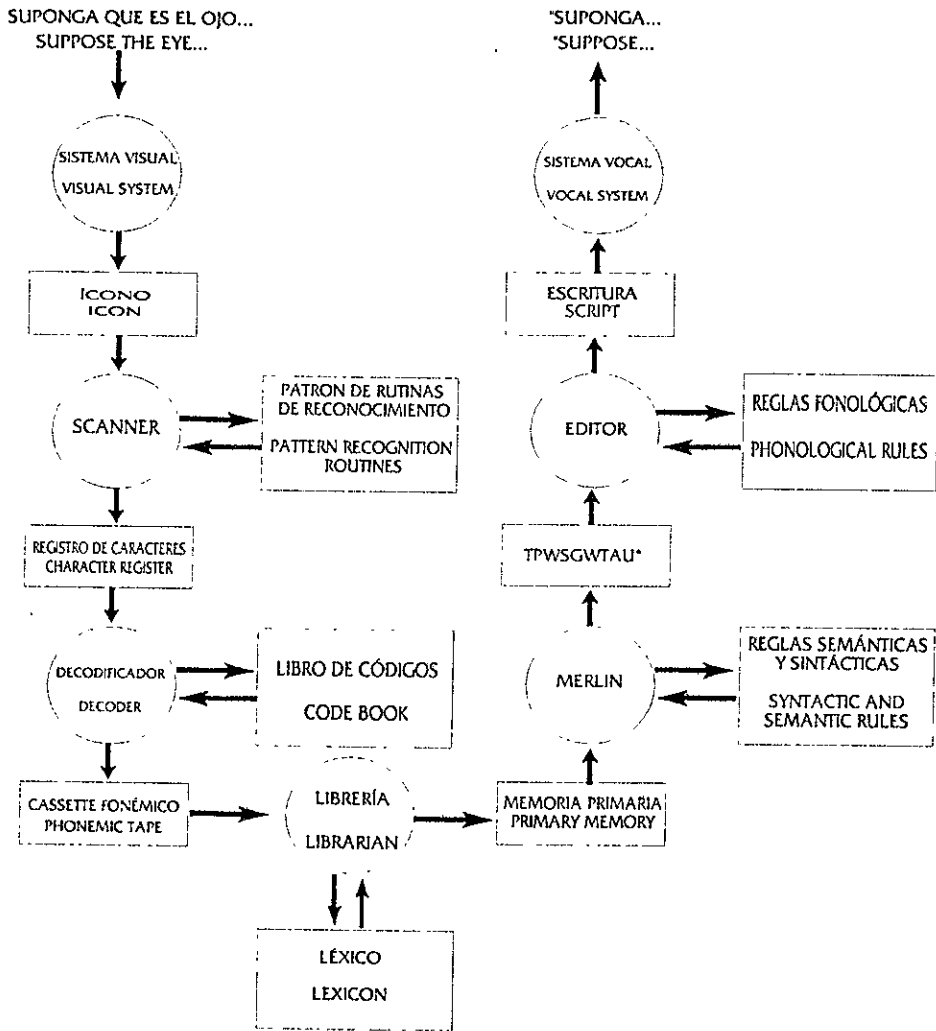 SUPONGA QUE ES EL OJO...
SUPPOSE THE EYE...
SISTEMA VISUAL
VISUAL SYSTEM
ÍCONO
ICON
SCANNER
PATRON DE RUTINAS
DE RECONOCIMIENTO
PATTERN RECOGNITION
ROUTINES
REGISTRO DE CARACTERES
CHARACTER REGISTER
DECODIFICADOR
DECODER
LIBRO DE CÓDIGOS
CODE BOOK
CASSETTE FONÉMICO
PHONEMIC TAPE
LIBRERÍA
LIBRARIAN
LÉXICO
LEXICON
MEMORIA PRIMARIA
PRIMARY MEMORY
MERLIN
REGLAS SEMÁNTICAS
Y SINTÁCTICAS
SYNTACTIC AND
SEMANTIC RULES
TPWSGWTAU*
EDITOR
REGLAS FONOLÓGICAS
PHONOLOGICAL RULES
ESCRITURA
SCRIPT
SISTEMA VOCAL
VOCAL SYSTEM
"SUPONGA...
"SUPPOSE...